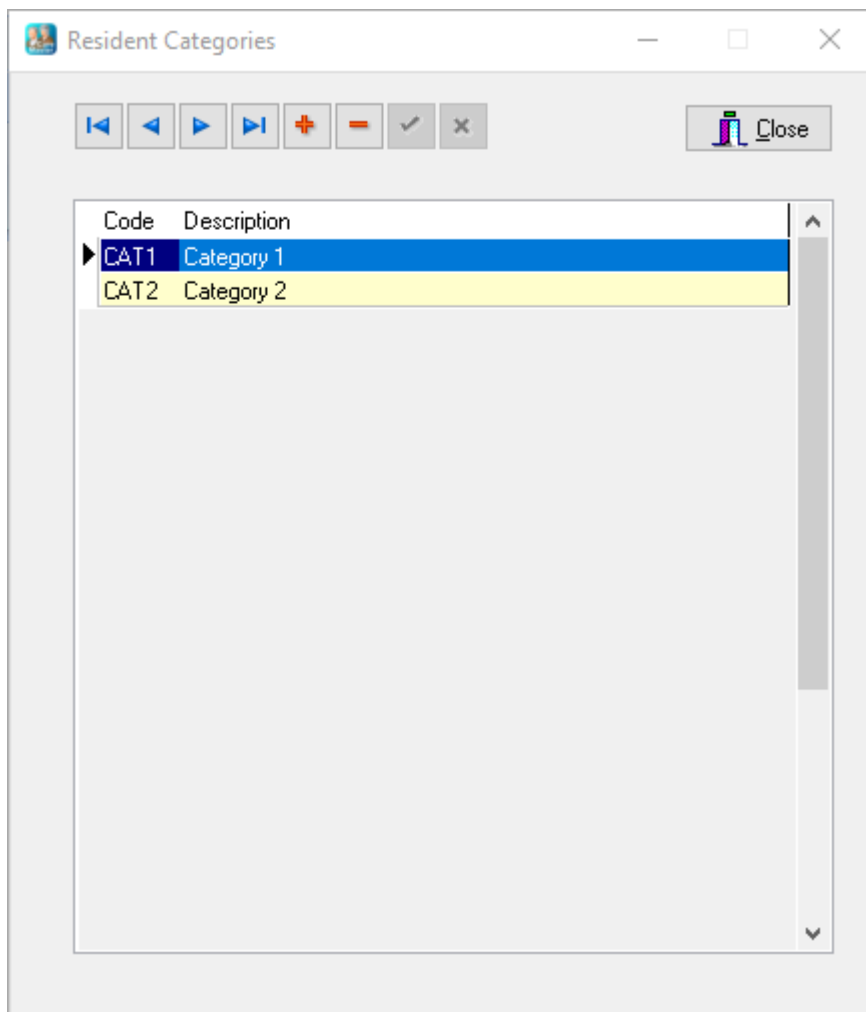 Resident Categories
Close
Code Description
CAT1 Category 1
CAT2 Category 2